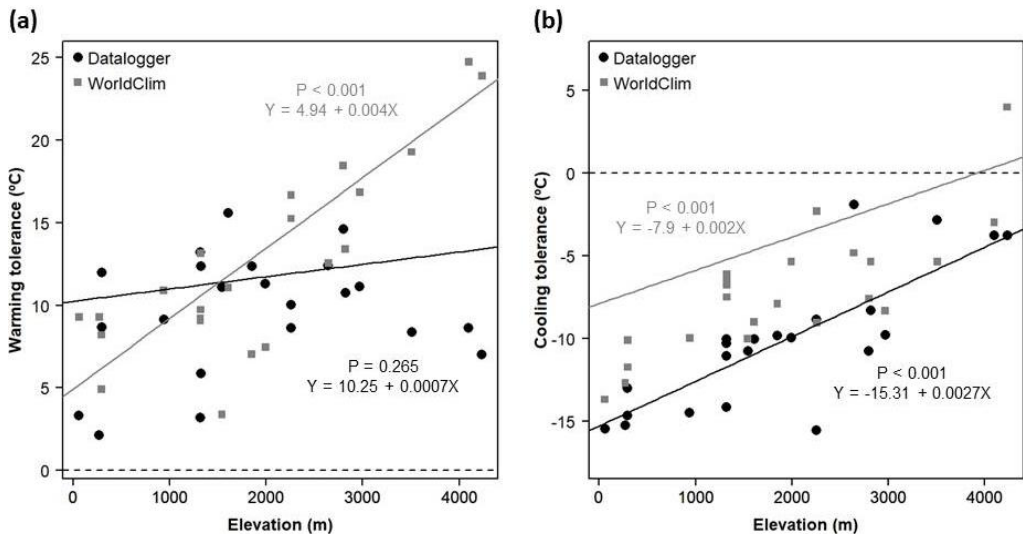 (a)
Datalogger
WorldClim
P < 0.001
Y = 4.94 + 0.004X
P = 0.265
Y = 10.25 + 0.0007X
25
20
15
10
5
0
Warming tolerance (ºC)
0 1000 2000 3000 4000
Elevation (m)
(b)
Datalogger
WorldClim
P < 0.001
Y = -7.9 + 0.002X
P < 0.001
Y = -15.31 + 0.0027X
5
0
-5
-10
-15
Cooling tolerance (ºC)
0 1000 2000 3000 4000
Elevation (m)